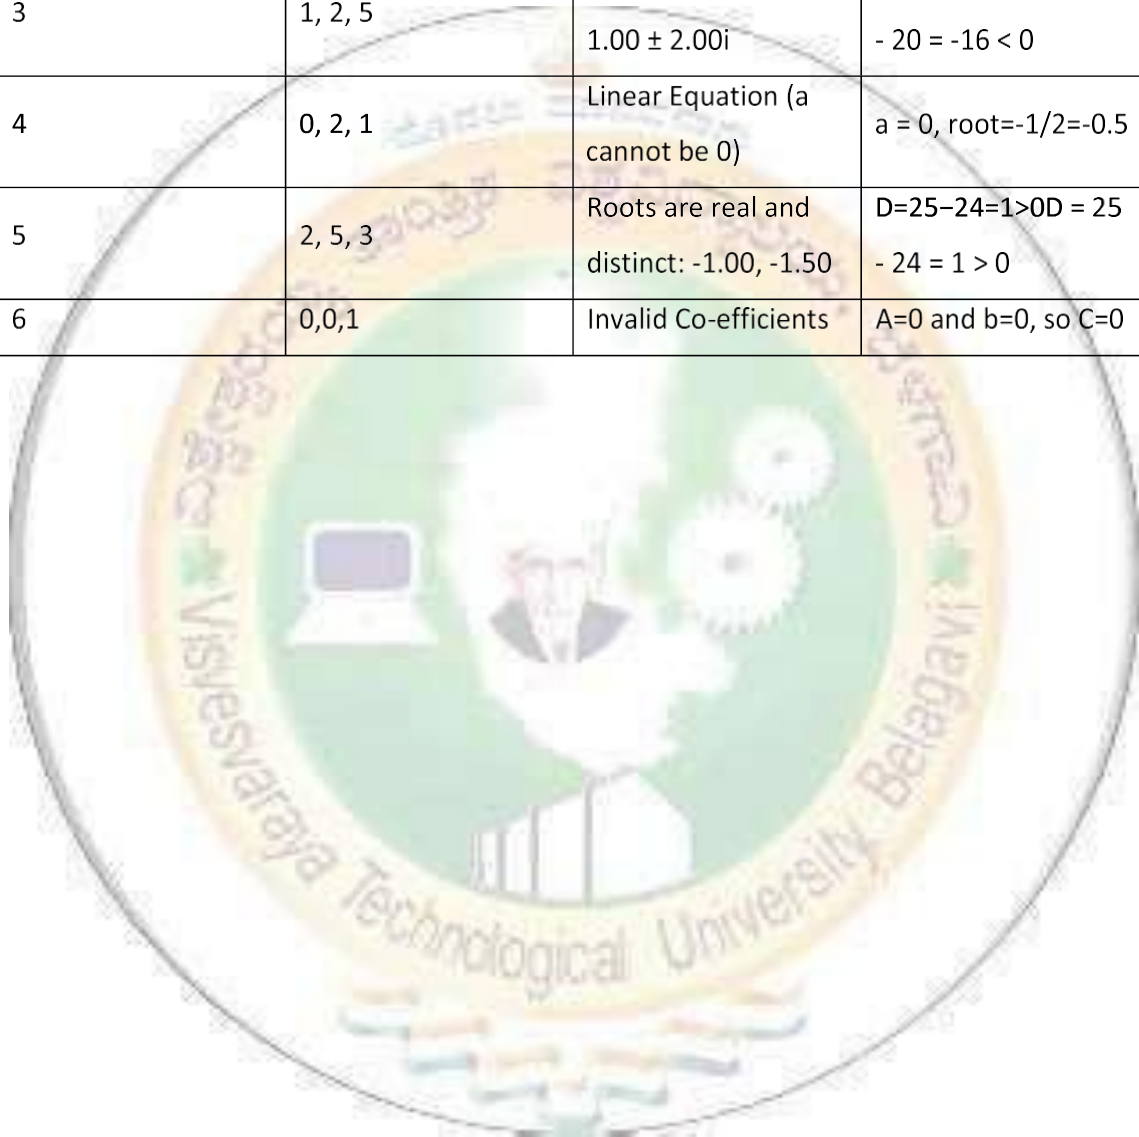 3
1, 2, 5
1.00 ± 2.00i
- 20 = -16 < 0
4
0, 2, 1
Linear Equation (a
cannot be 0)
a = 0, root=-1/2=-0.5
5
2, 5, 3
Roots are real and
distinct: -1.00, -1.50
D=25−24=1>0D = 25
- 24 = 1 > 0
6
0,0,1
Invalid Co-efficients
A=0 and b=0, so C=0
Visvesvaraya Technological University Belagavi